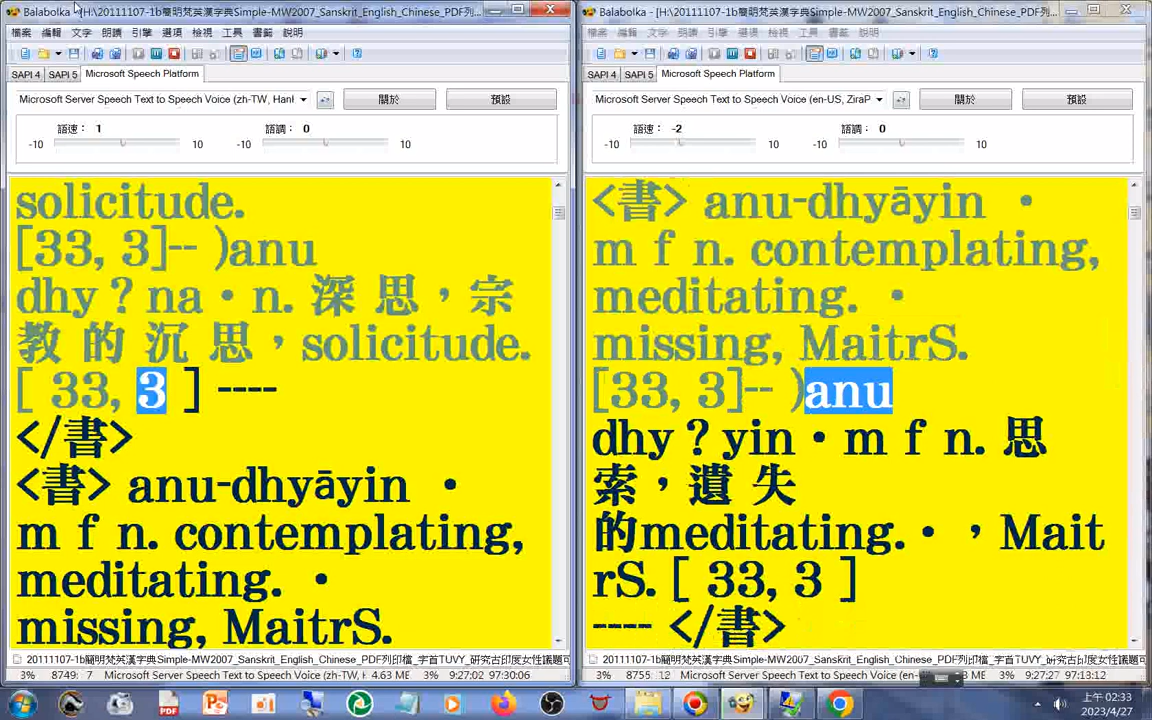 Balabolka - [H:\20111107-1b簡明梵英漢字典Simple-MW2007_Sanskrit_English_Chinese_PDF列...
檔案 編輯 文字 朗讀 引擎 選項 檢視 工具 書籤 說明
SAPI 4 SAPI 5 Microsoft Speech Platform
Microsoft Server Speech Text to Speech Voice (zh-TW, HanH 關於 預設
語速： 1 語調： 0
-10 10 -10 10
solicitude.
[33, 3]-- )anu
dhy？na・n. 深 思，宗
教 的 沉 思，solicitude.
[ 33, 3 ] ----
</書>
<書> anu-dhyāyin ・
m f n. contemplating,
meditating. ・
missing, MaitrS.
20111107-1b簡明梵英漢字典Simple-MW2007_Sanskrit_English_Chinese_PDF列印檔_字首TUVY_研究古印度女性議題可
3% 8749: 7 Microsoft Server Speech Text to Speech Voice (zh-TW, H 4.63 ME 3% 9:27:02 97:30:06
Balabolka - [H:\20111107-1b簡明梵英漢字典Simple-MW2007_Sanskrit_English_Chinese_PDF列印...
檔案 編輯 文字 朗讀 引擎 選項 檢視 工具 書籤 說明
SAPI 4 SAPI 5 Microsoft Speech Platform
Microsoft Server Speech Text to Speech Voice (en-US, ZiraP 關於 預設
語速： -2 語調： 0
-10 10 -10 10
<書> anu-dhyāyin ・
m f n. contemplating,
meditating. ・
missing, MaitrS.
[33, 3]-- )anu
dhy？yin・m f n. 思
索，遺 失
的meditating.・，Mait
rS. [ 33, 3 ]
---- </書>
20111107-1b簡明梵英漢字典Simple-MW2007_Sanskrit_English_Chinese_PDF列印檔_字首TUVY_研究古印度女性議題可
3% 8755: 12 Microsoft Server Speech Text to Speech Voice (en-U 4.63 ME 3% 9:27:27 97:13:12
上午 02:33
2023/4/27